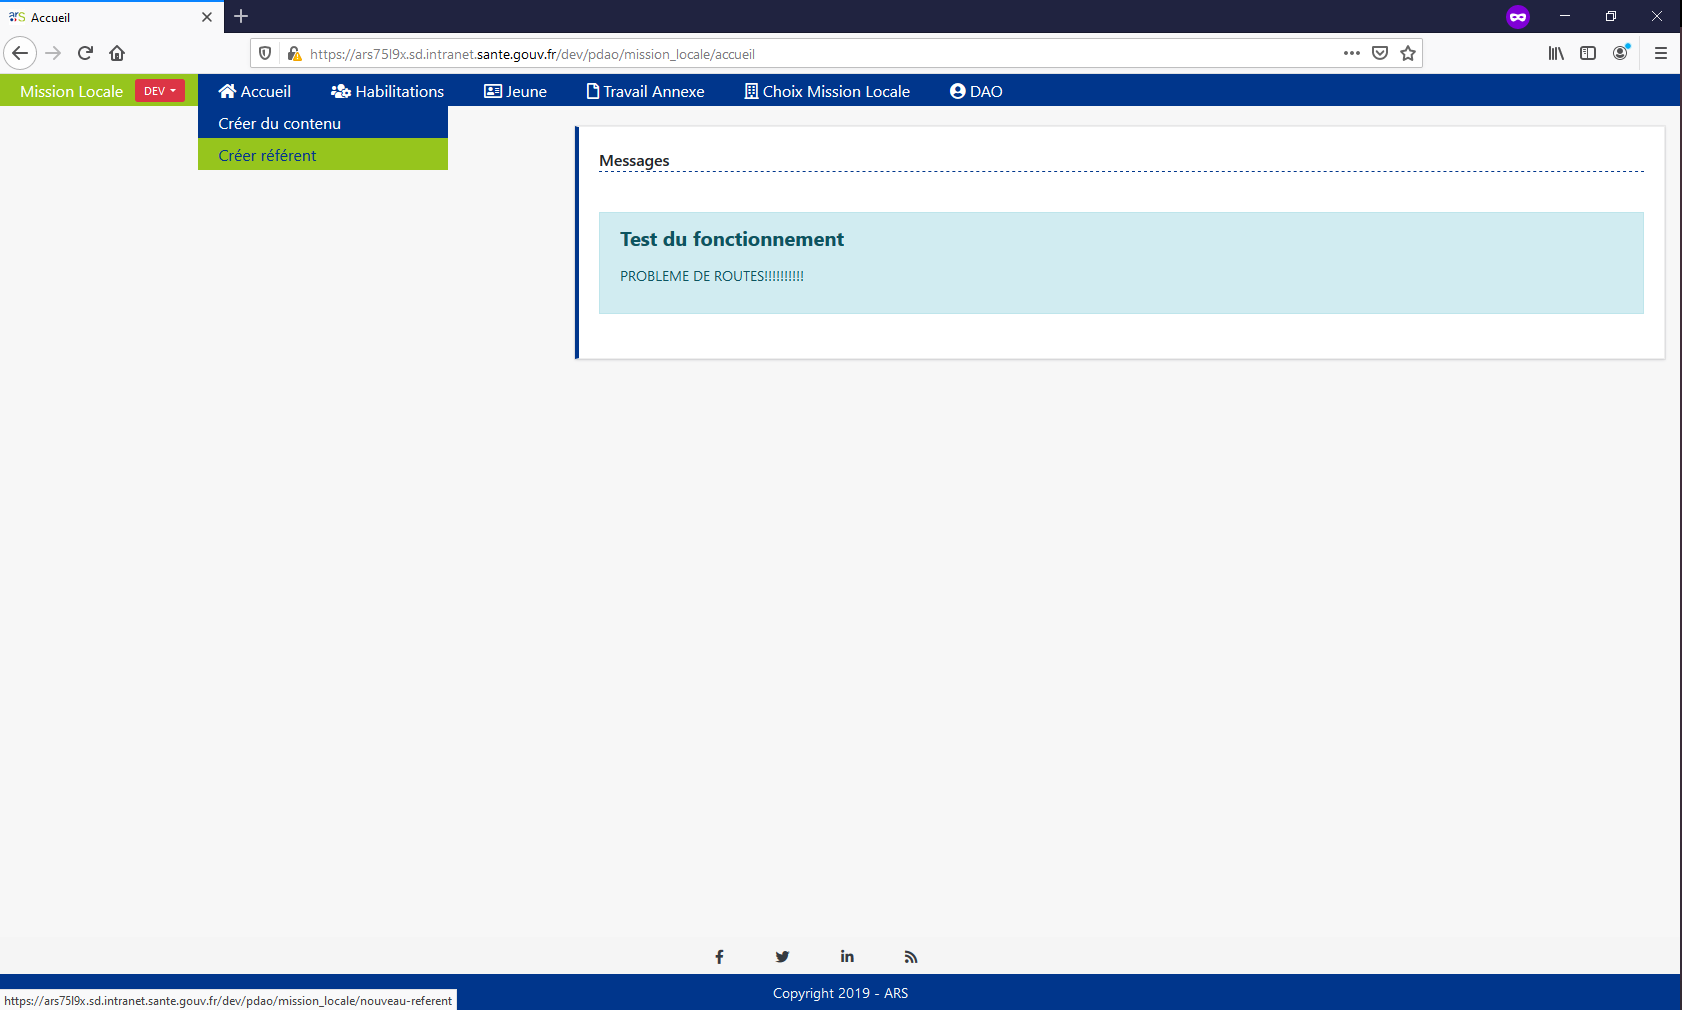 ars Accueil
https://ars75l9x.sd.intranet.sante.gouv.fr/dev/pdao/mission_locale/accueil
Mission Locale DEV Accueil Habilitations Jeune Travail Annexe Choix Mission Locale DAO
Créer du contenu
Créer référent
Messages
Test du fonctionnement
PROBLEME DE ROUTES!!!!!!!!!!
Copyright 2019 - ARS
https://ars75l9x.sd.intranet.sante.gouv.fr/dev/pdao/mission_locale/nouveau-referent